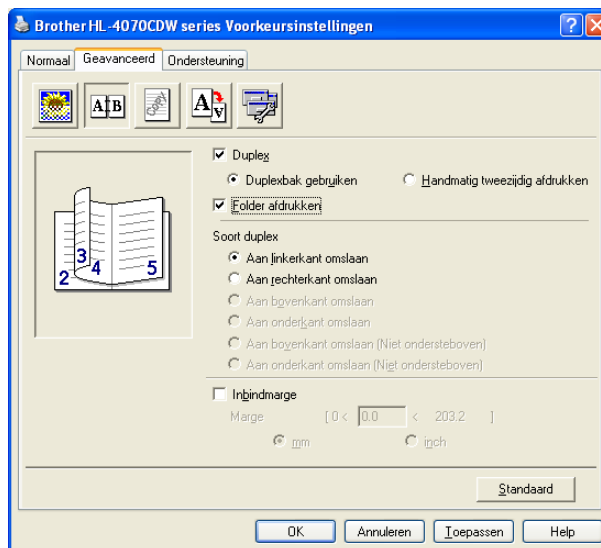 Brother HL-4070CDW series Voorkeursinstellingen
Normaal Geavanceerd Ondersteuning
A B A A
Duplex
Duplexbak gebruiken Handmatig tweezijdig afdrukken
Folder afdrukken
2 3 4 5
Soort duplex
Aan linkerkant omslaan
Aan rechterkant omslaan
Aan bovenkant omslaan
Aan onderkant omslaan
Aan bovenkant omslaan (Niet ondersteboven)
Aan onderkant omslaan (Niet ondersteboven)
Inbindmarge
Marge [ 0 < 0.0 < 203.2 ]
mm inch
Standaard
OK Annuleren Toepassen Help